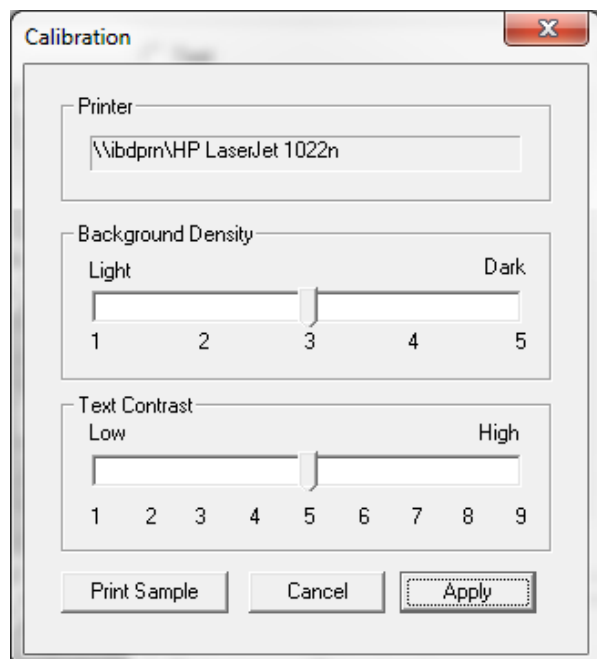 Calibration
Printer
\\ibdprn\HP LaserJet 1022n
Background Density
Light Dark
1 2 3 4 5
Text Contrast
Low High
1 2 3 4 5 6 7 8 9
Print Sample Cancel Apply